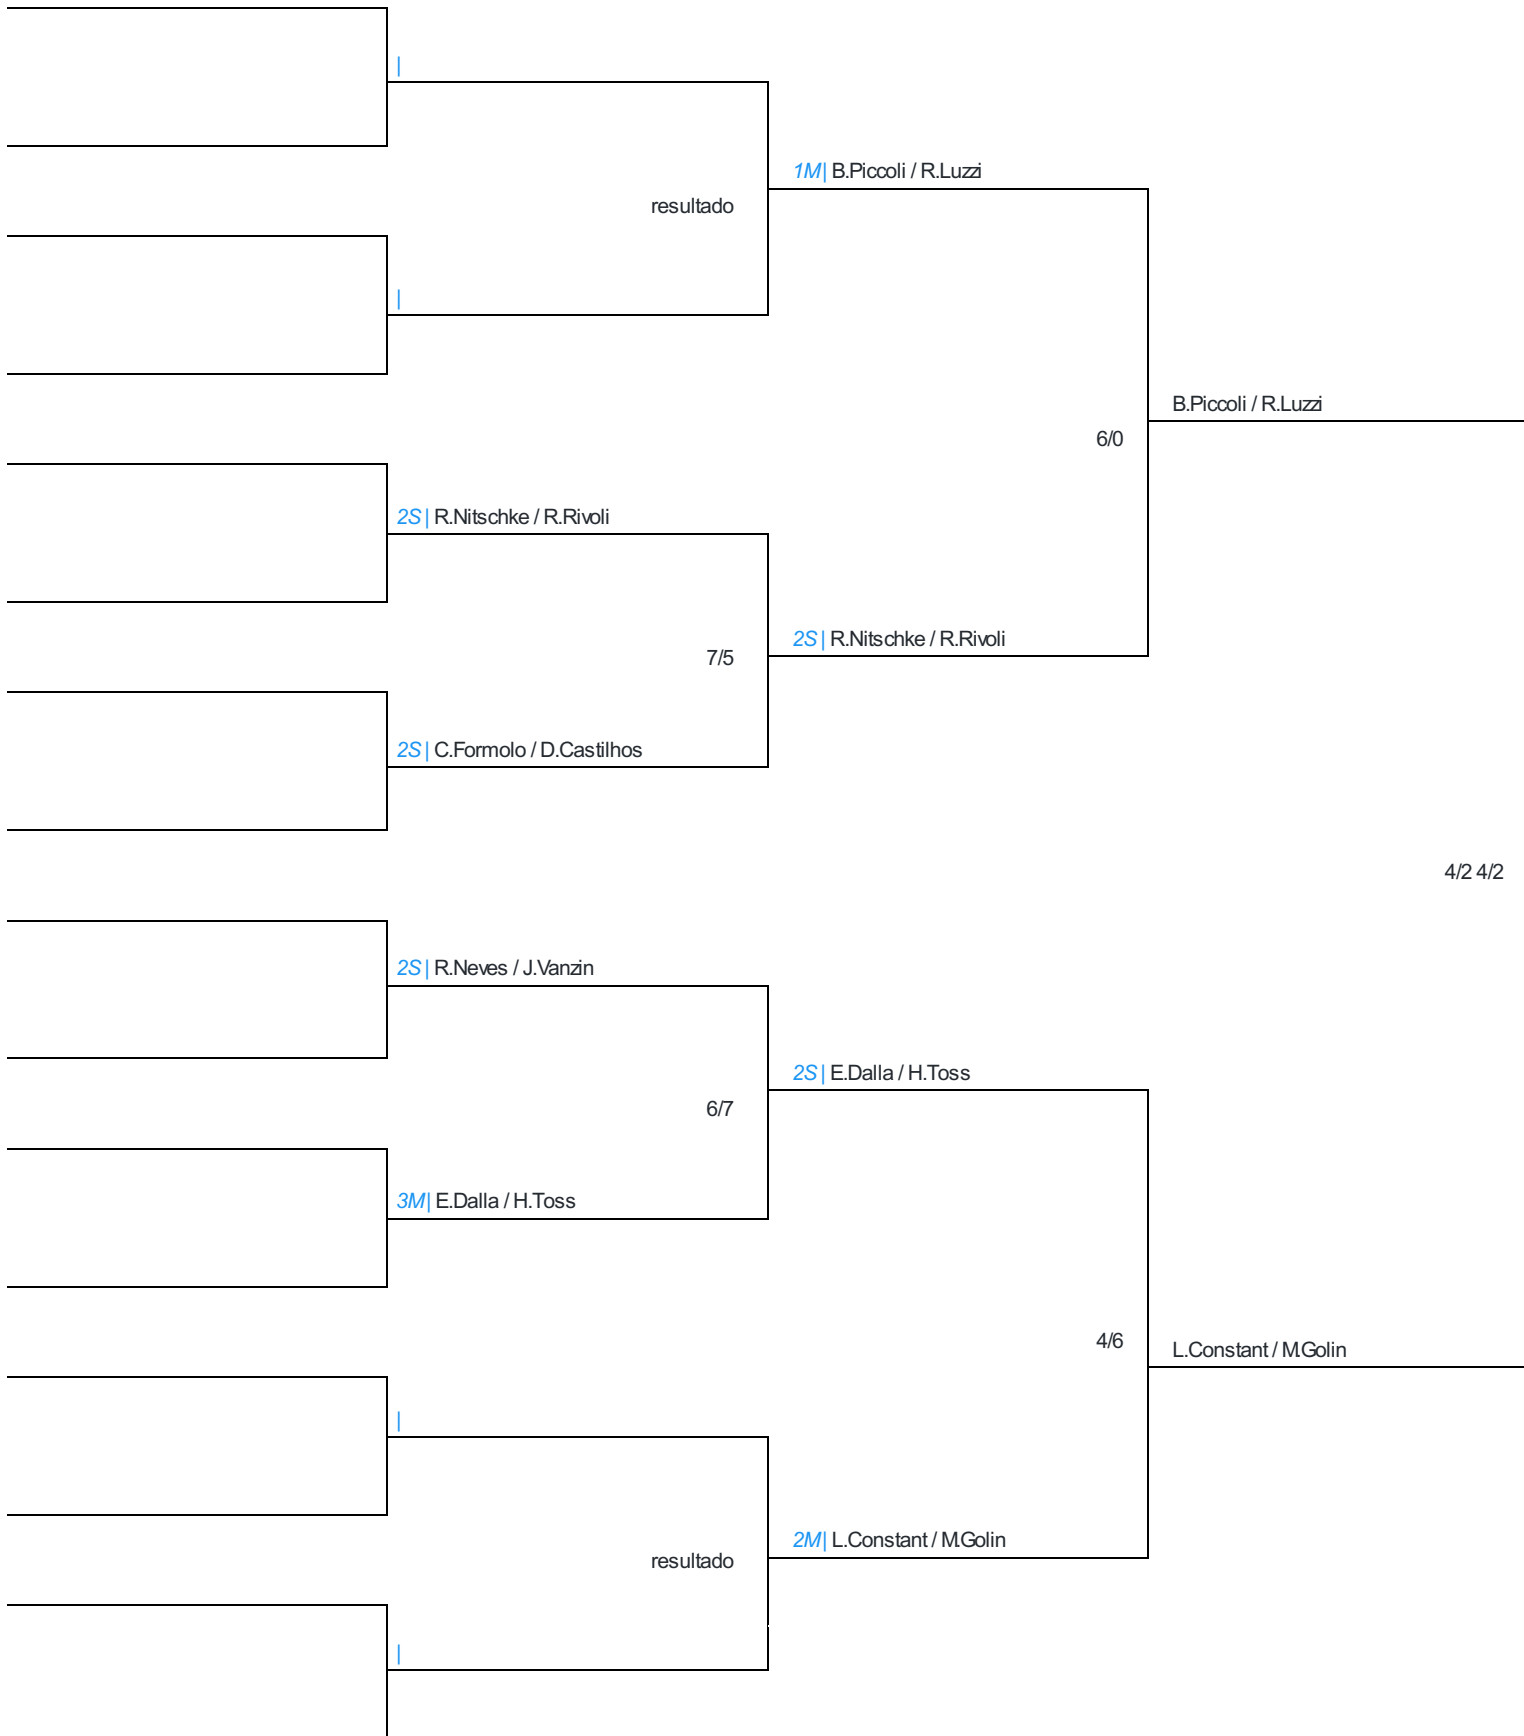 |
1M| B.Piccoli / R.Luzzi
resultado
|
B.Piccoli / R.Luzzi
6/0
2S| R.Nitschke / R.Rivoli
2S| R.Nitschke / R.Rivoli
7/5
2S| C.Formolo / D.Castilhos
4/2 4/2
2S| R.Neves / J.Vanzin
2S| E.Dalla / H.Toss
6/7
3M| E.Dalla / H.Toss
4/6
L.Constant / M.Golin
|
2M| L.Constant / M.Golin
resultado
|